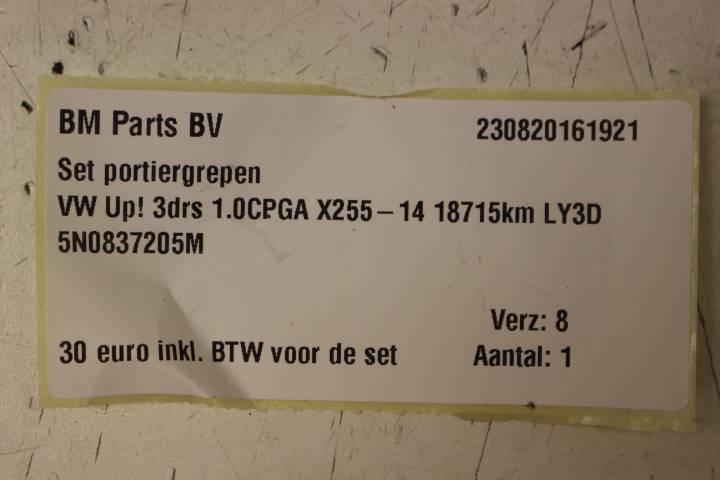 BM Parts BV 230820161921
Set portiergrepen
VW Up! 3drs 1.0CPGA X255-14 18715km LY3D
5N0837205M
Verz: 8
30 euro inkl. BTW voor de set Aantal: 1